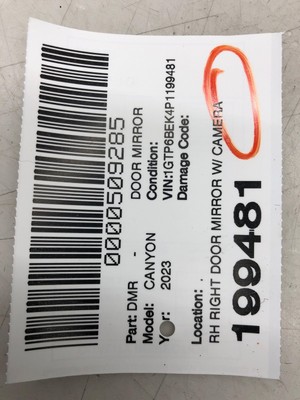 0000509285
Part: DMR - DOOR MIRROR
Model: CANYON Condition:
Year: 2023 VIN:1GTP6BEK4P1199481
Damage Code:
Location: .
RH RIGHT DOOR MIRROR W/ CAMERA
199481